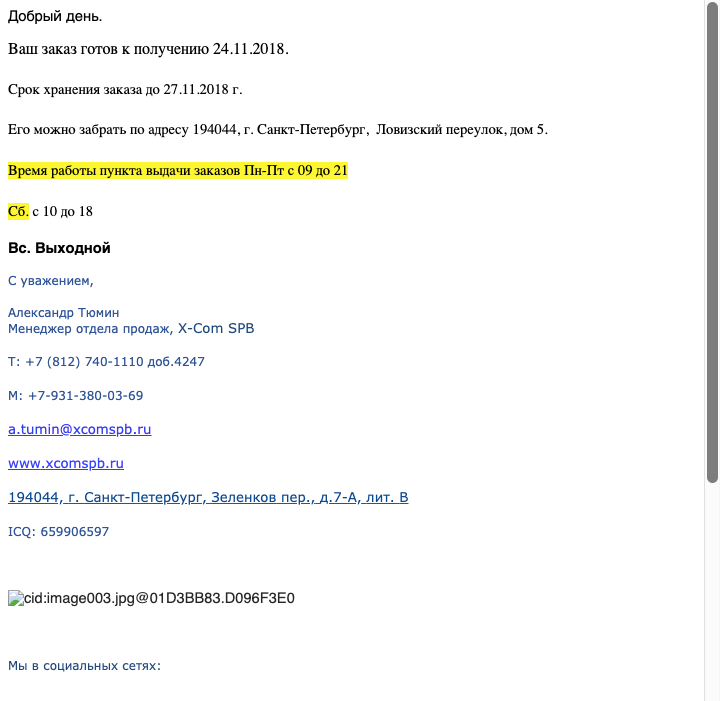 Добрый день.
Ваш заказ готов к получению 24.11.2018.
Срок хранения заказа до 27.11.2018 г.
Его можно забрать по адресу 194044, г. Санкт-Петербург,  Ловизский переулок, дом 5.
Время работы пункта выдачи заказов Пн-Пт с 09 до 21
Сб. с 10 до 18
Вс. Выходной
С уважением,
Александр Тюмин
Менеджер отдела продаж, X-Com SPB
Т: +7 (812) 740-1110 доб.4247
М: +7-931-380-03-69
a.tumin@xcomspb.ru
www.xcomspb.ru
194044, г. Санкт-Петербург, Зеленков пер., д.7-А, лит. В
ICQ: 659906597
cid:image003.jpg@01D3BB83.D096F3E0
Мы в социальных сетях: